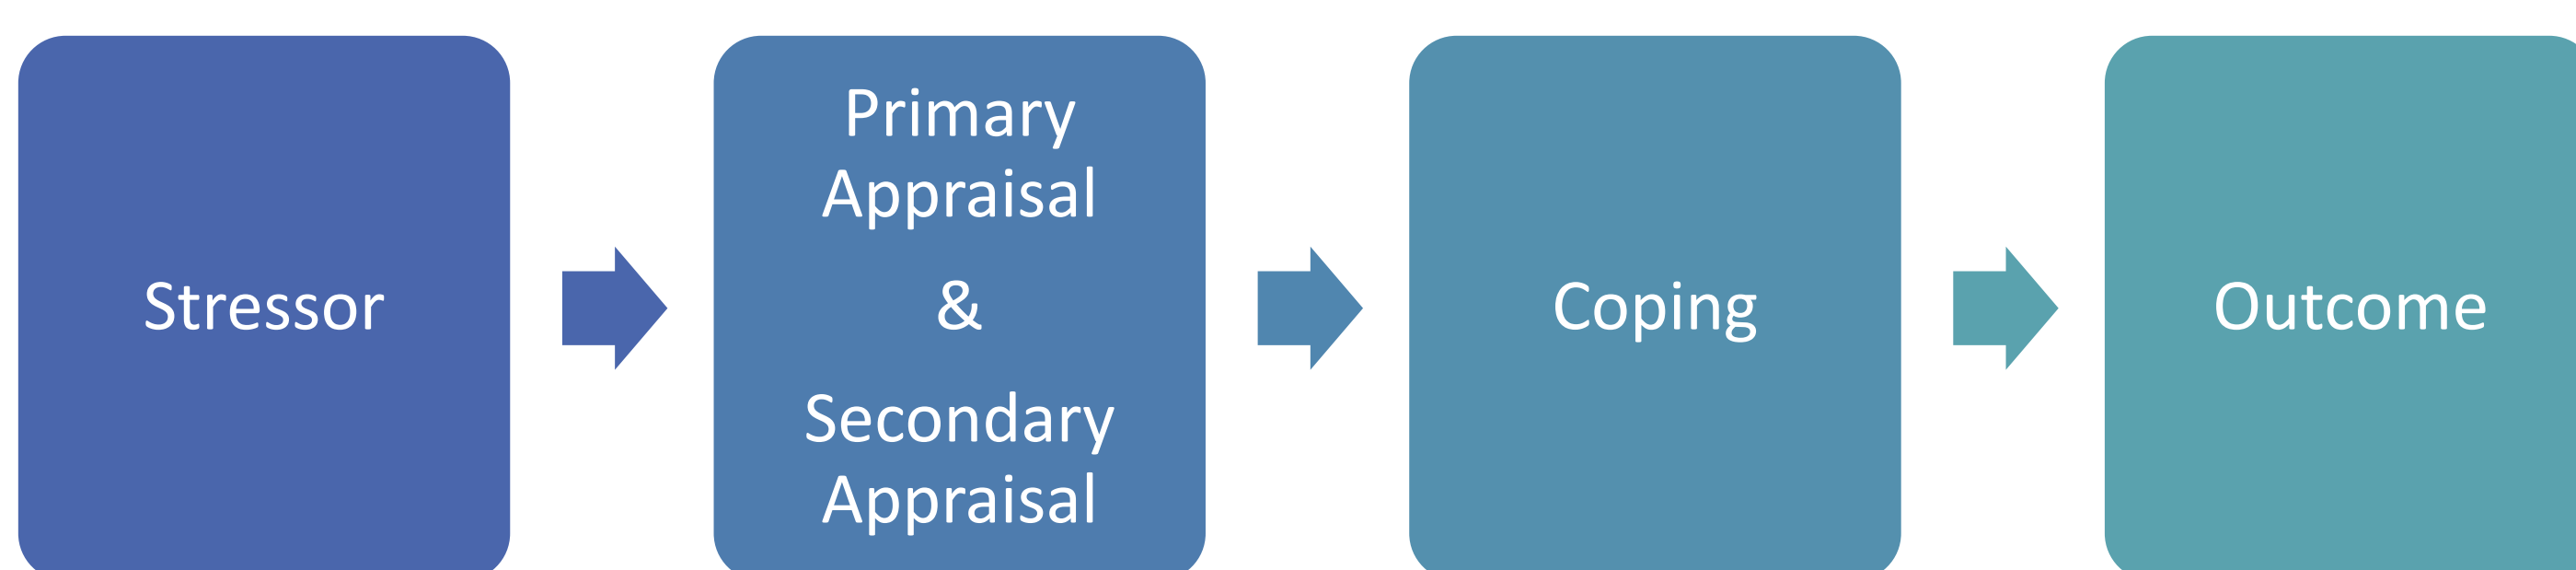 Stressor
Primary
Appraisal
&
Secondary
Appraisal
Coping
Outcome